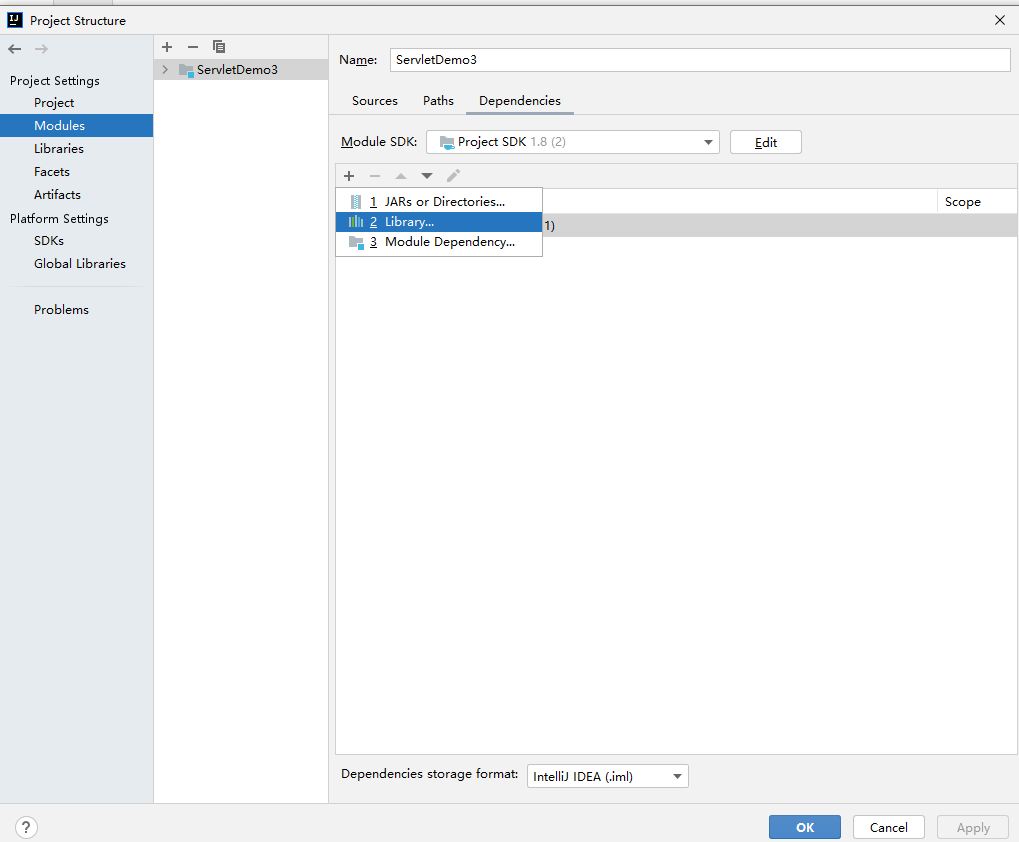 Project Structure
Project Settings
Project
Modules
Libraries
Facets
Artifacts
Platform Settings
SDKs
Global Libraries
Problems
ServletDemo3
Name: ServletDemo3
Sources Paths Dependencies
Module SDK: Project SDK 1.8 (2) Edit
Scope
1 JARs or Directories...
2 Library...
1)
3 Module Dependency...
Dependencies storage format: IntelliJ IDEA (.iml)
? OK Cancel Apply